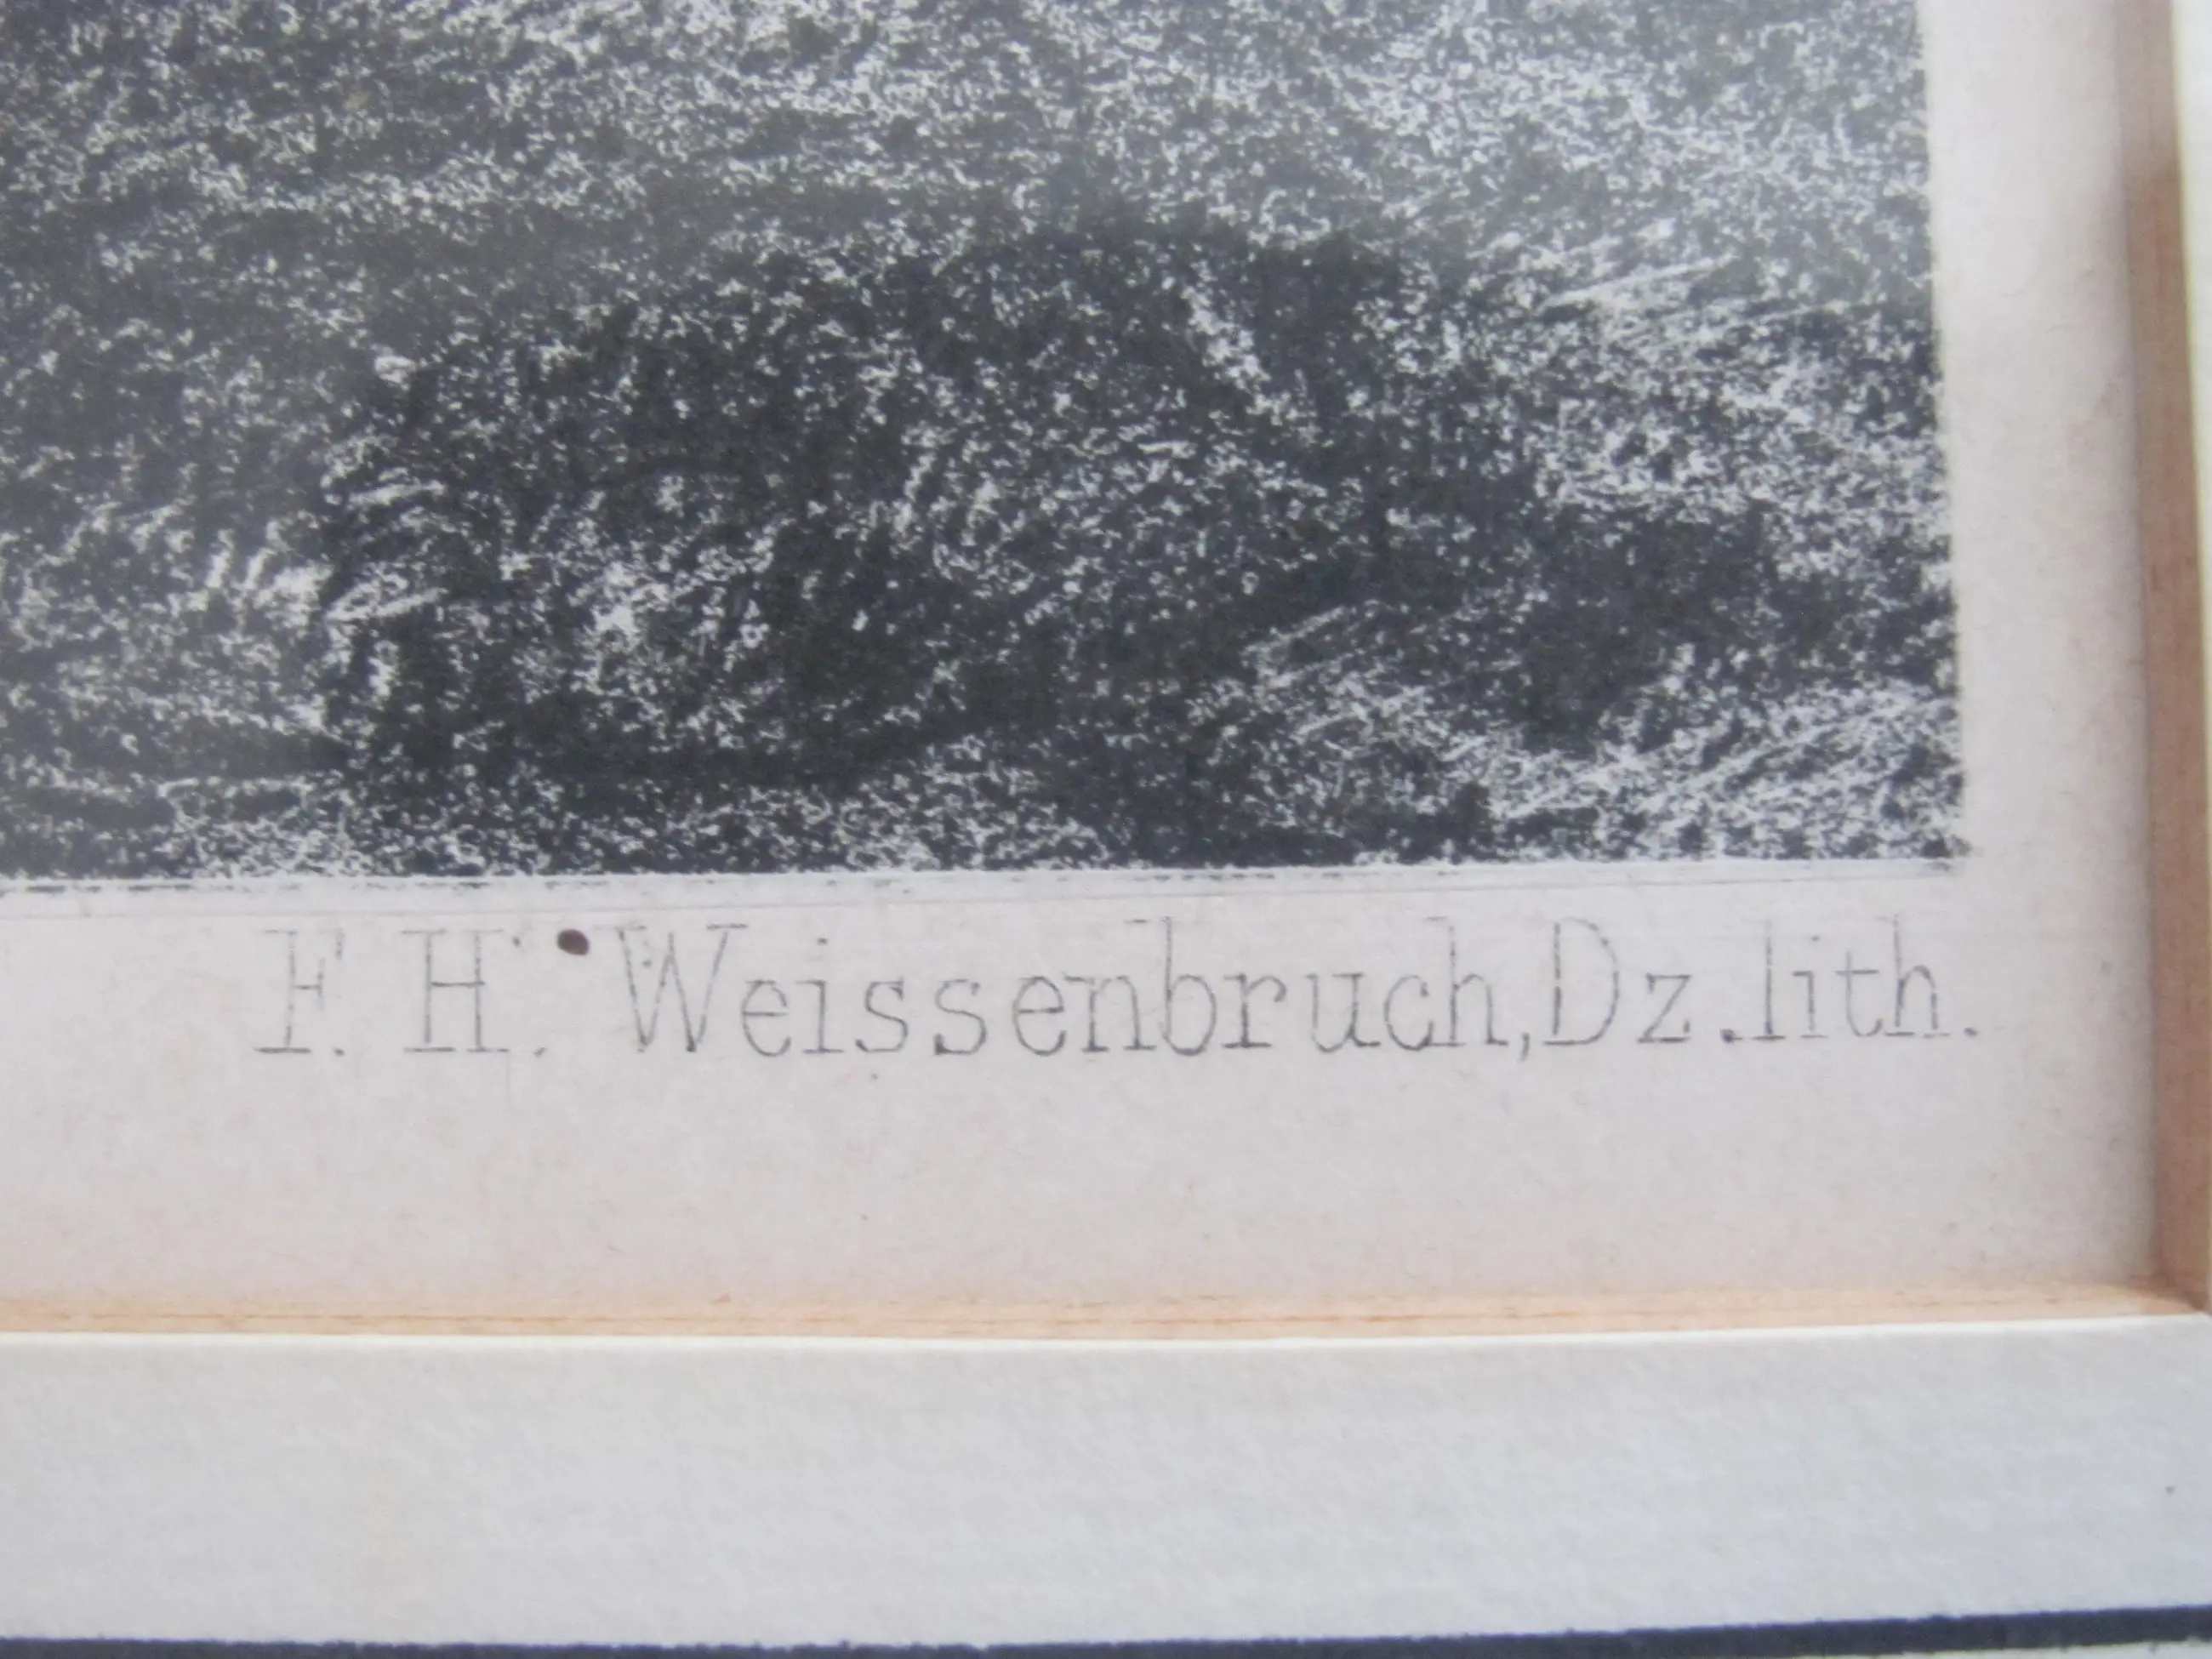 F. H. Weissenbruch, Dz. lith.